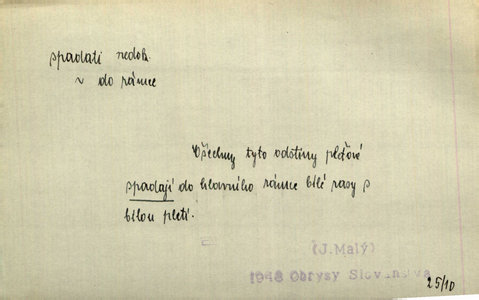 spadati nedok.
v do rámce
Všechny tyto odstíny pleťové
spadají do hlavního rámce bílé rasy s
bílou pletí.
(J.Malý)
1948 Obrysy Slovanstva
25/10